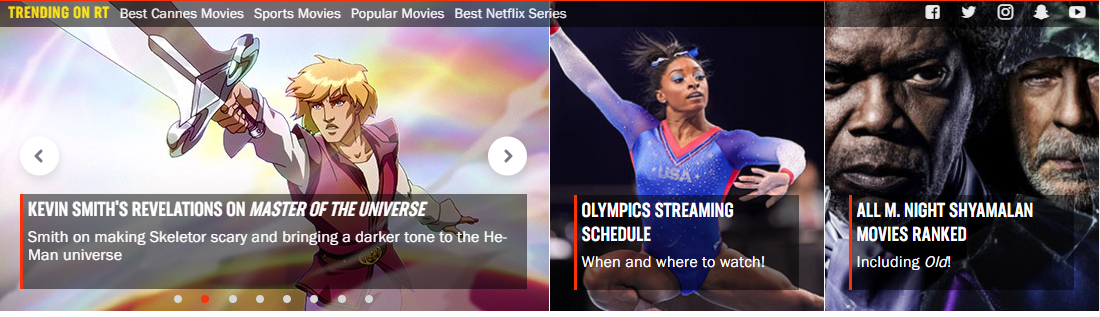 TRENDING ON RT Best Cannes Movies Sports Movies Popular Movies Best Netflix Series
KEVIN SMITH'S REVELATIONS ON MASTER OF THE UNIVERSE
Smith on making Skeletor scary and bringing a darker tone to the He-
Man universe
USA
OLYMPICS STREAMING
SCHEDULE
When and where to watch!
ALL M. NIGHT SHYAMALAN
MOVIES RANKED
Including Old!